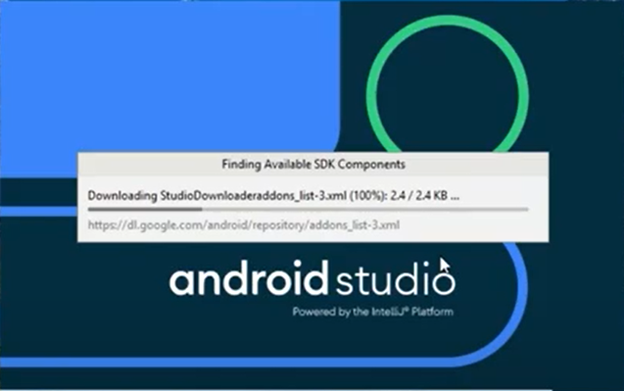 Finding Available SDK Components
Downloading StudioDownloaderaddons_list-3.xml (100%): 2.4 / 2.4 KB ...
https://dl.google.com/android/repository/addons_list-3.xml
android studio
Powered by the IntelliJ® Platform